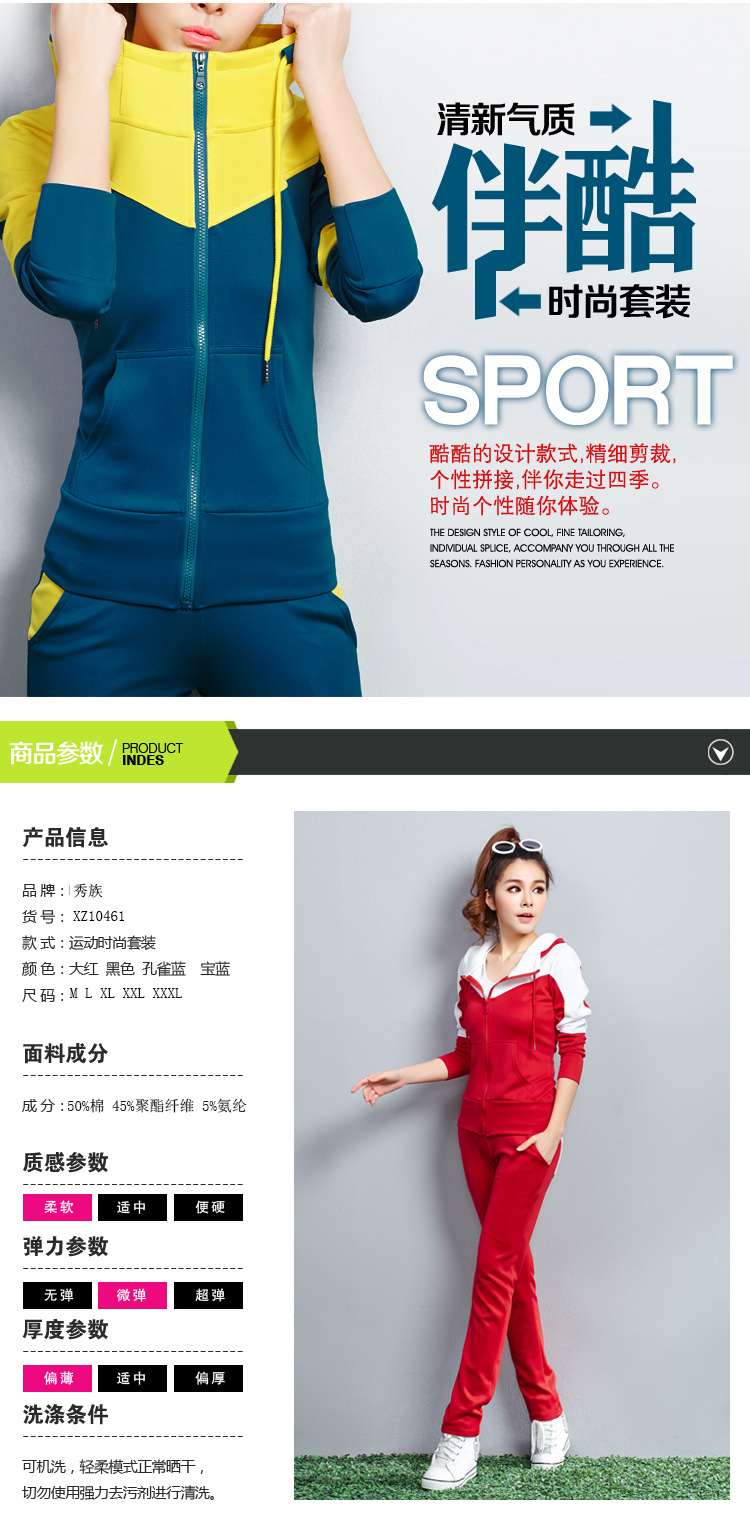 清新气质
伴酷
时尚套装
SPORT
酷酷的设计款式,精细剪裁,
个性拼接,伴你走过四季。
时尚个性随你体验。
THE DESIGN STYLE OF COOL, FINE TAILORING,
INDIVIDUAL SPLICE, ACCOMPANY YOU THROUGH ALL THE
SEASONS. FASHION PERSONALITY AS YOU EXPERIENCE.
商品参数 / PRODUCT
INDES
产品信息
品 牌 : 秀族
货 号 : XZ10461
款 式 : 运动时尚套装
颜 色 : 大红 黑色 孔雀蓝 宝蓝
尺 码 : M L XL XXL XXXL
面料成分
成 分 : 50%棉 45%聚酯纤维 5%氨纶
质感参数
柔软 适中 便硬
弹力参数
无弹 微弹 超弹
厚度参数
偏薄 适中 偏厚
洗涤条件
可机洗，轻柔模式正常晒干，
切勿使用强力去污剂进行清洗。